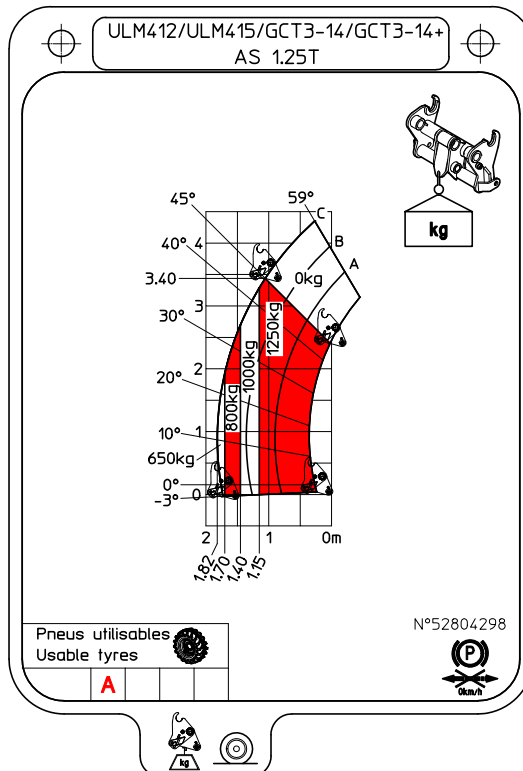 ULM412/ULM415/GCT3-14/GCT3-14+
AS 1.25T
kg
45°
59°
C
B
A
4
40°
3.40
0kg
3
30°
1250kg
1000kg
800kg
2
20°
1
10°
650kg
0°
0
-3°
2
1
0m
1.82
1.70
1.40
1.15
Pneus utilisables
Usable tyres
A
N°52804298
P
0km/h
kg